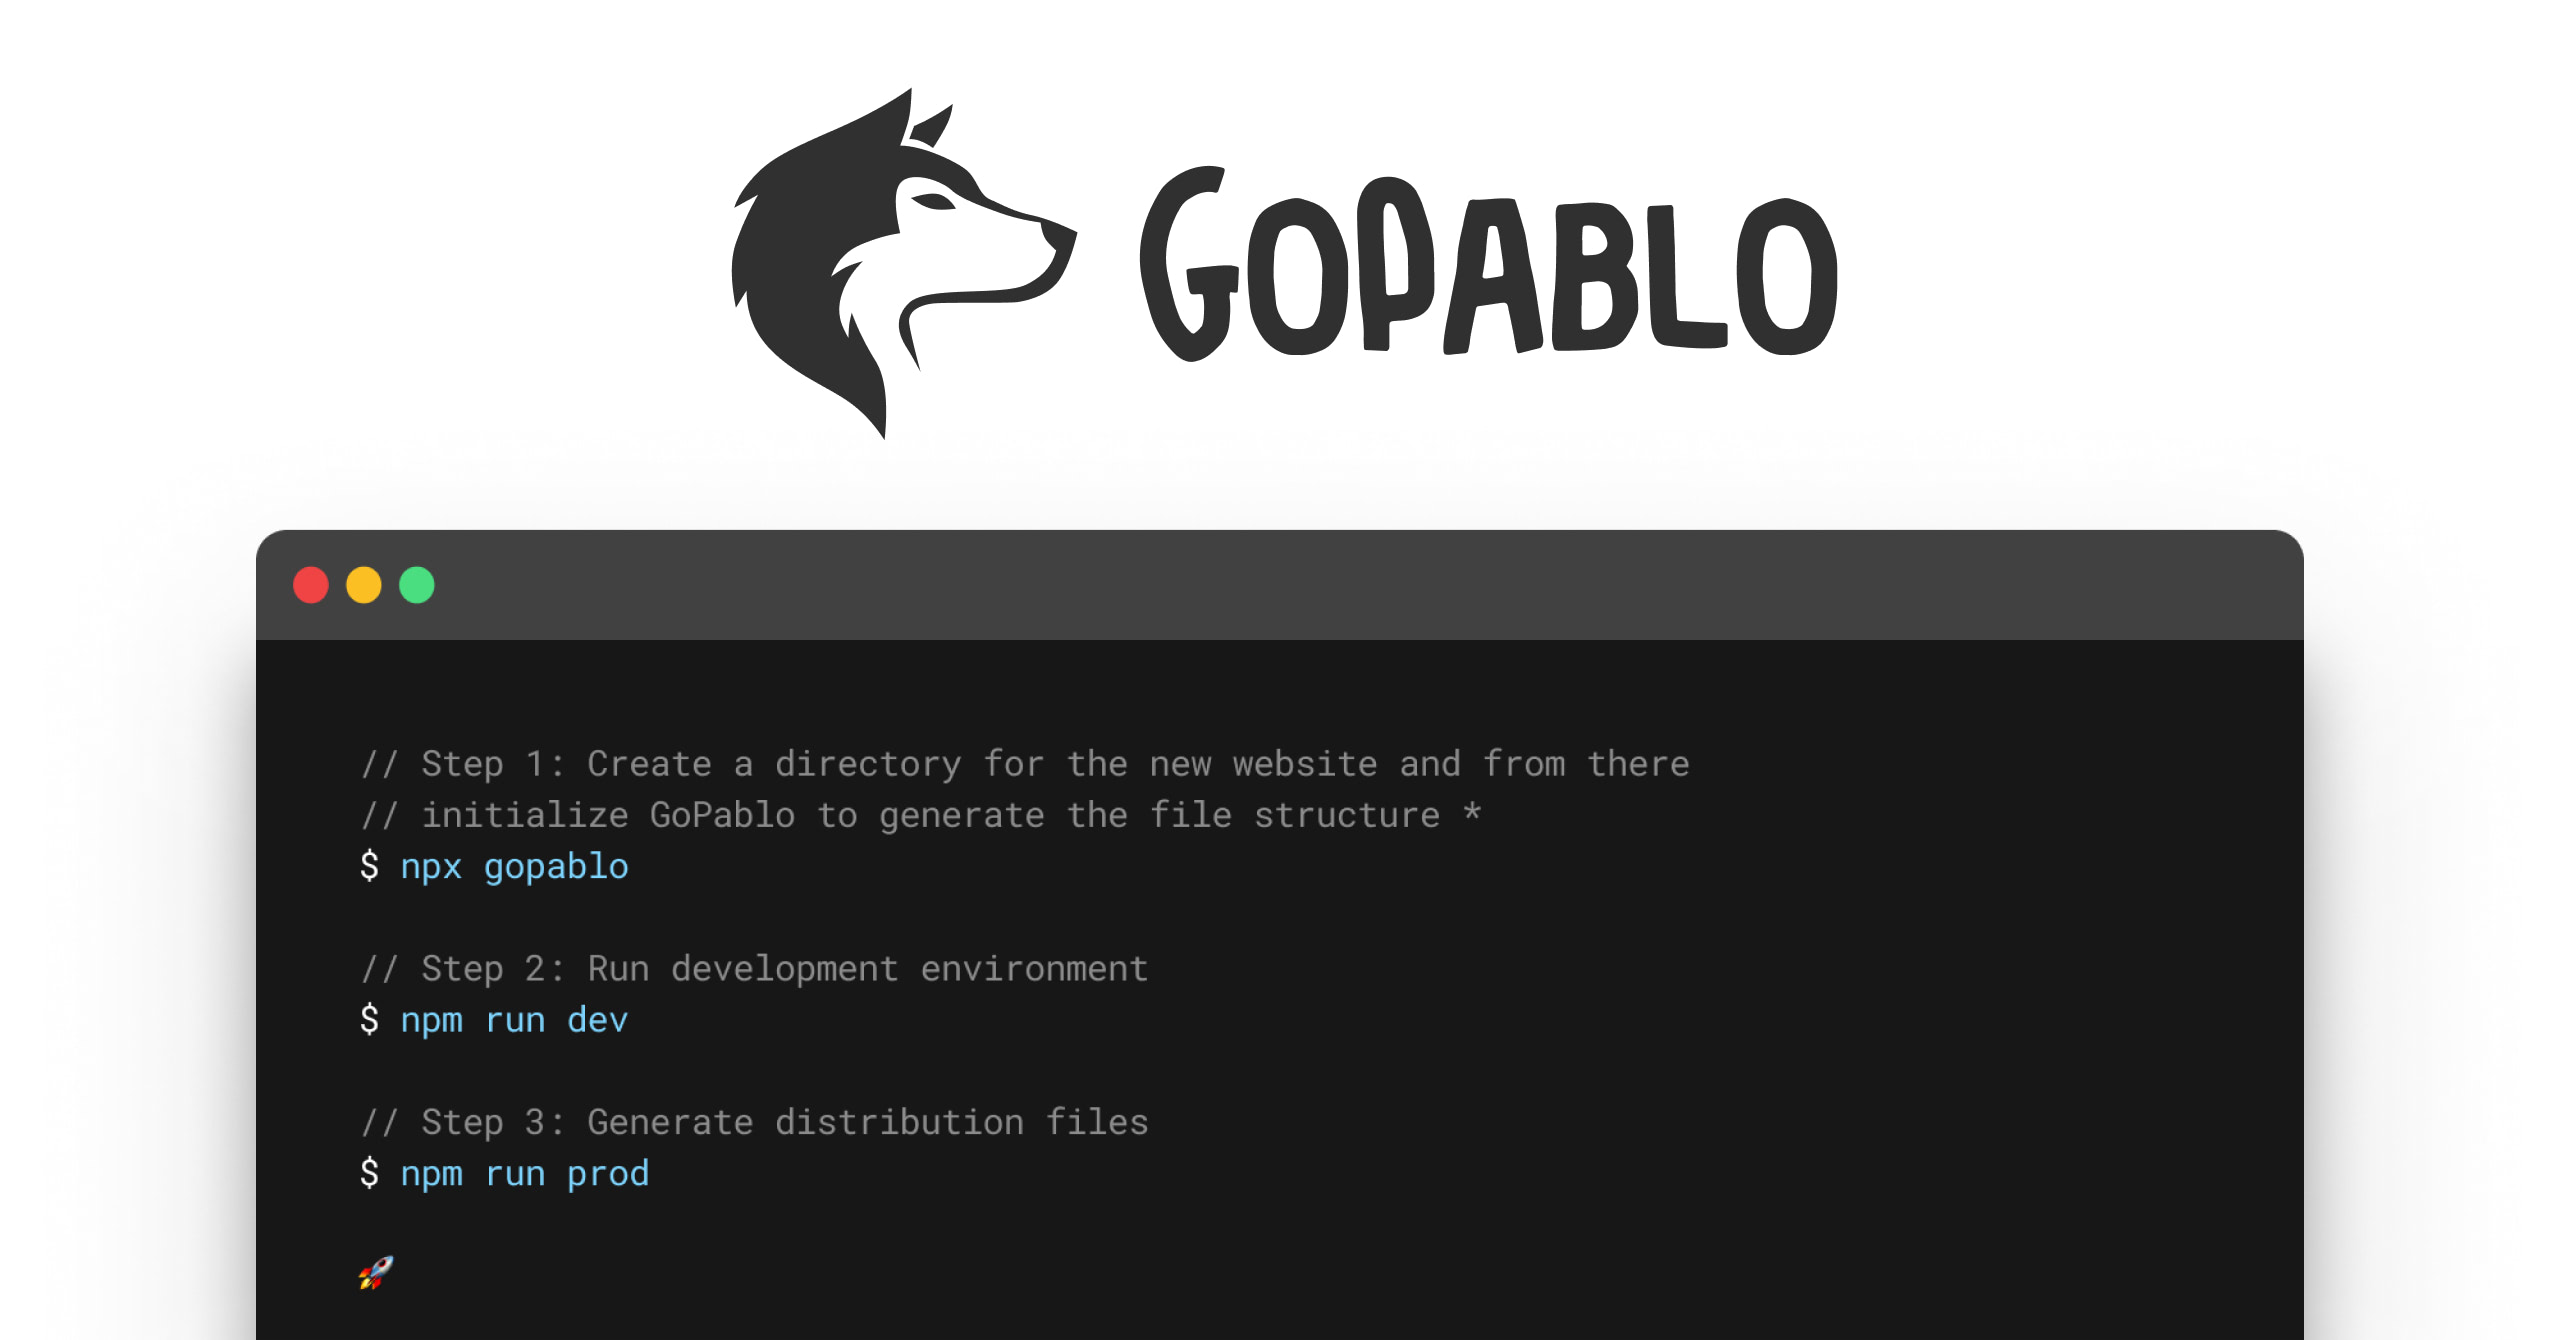 GoPablo
// Step 1: Create a directory for the new website and from there
// initialize GoPablo to generate the file structure *
$ npx gopablo
// Step 2: Run development environment
$ npm run dev
// Step 3: Generate distribution files
$ npm run prod
🚀